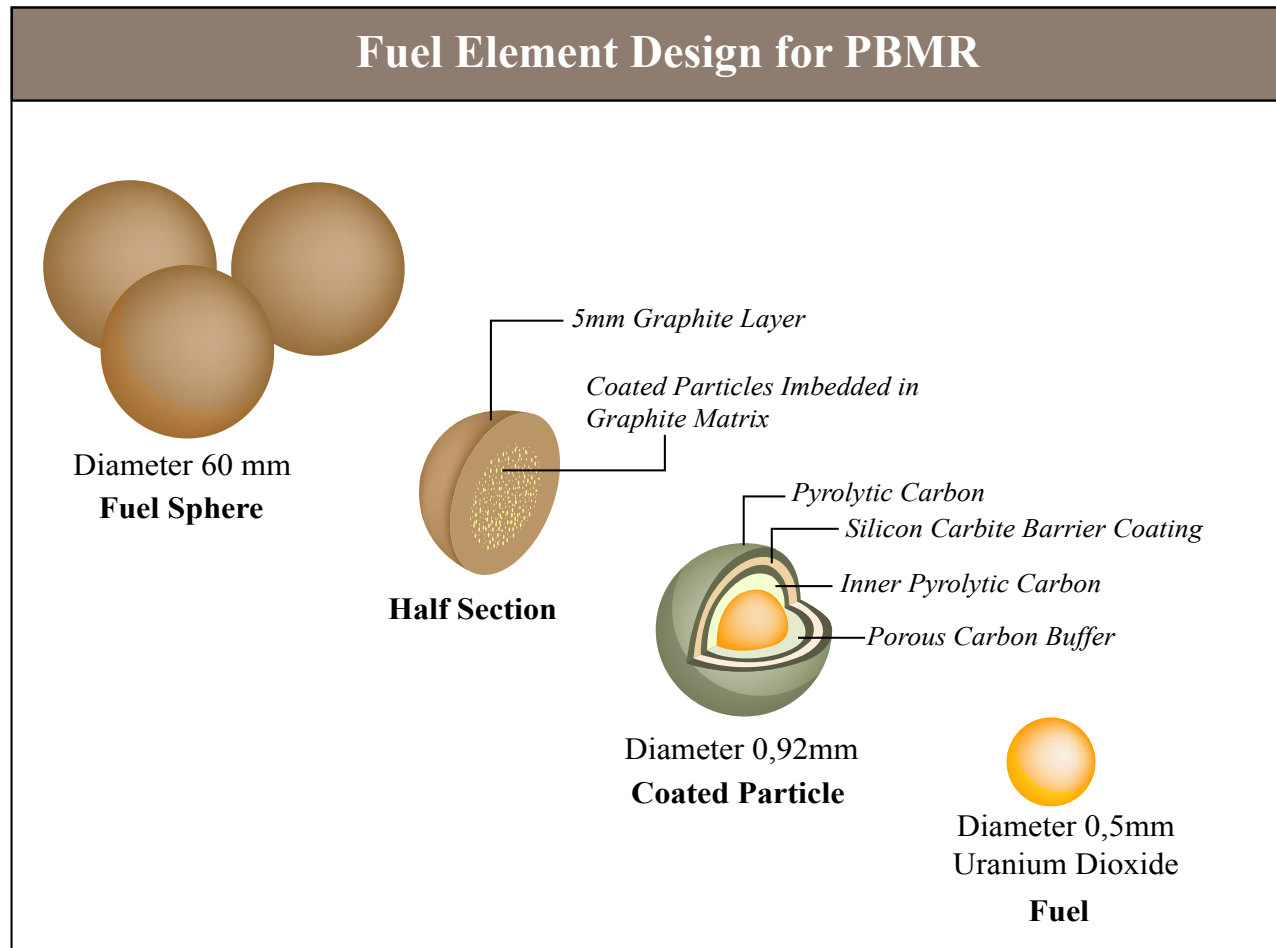 Fuel Element Design for PBMR
5mm Graphite Layer
Coated Particles Imbedded in
Graphite Matrix
Diameter 60 mm
Fuel Sphere
Half Section
Pyrolytic Carbon
Silicon Carbite Barrier Coating
Inner Pyrolytic Carbon
Porous Carbon Buffer
Diameter 0,92mm
Coated Particle
Diameter 0,5mm
Uranium Dioxide
Fuel